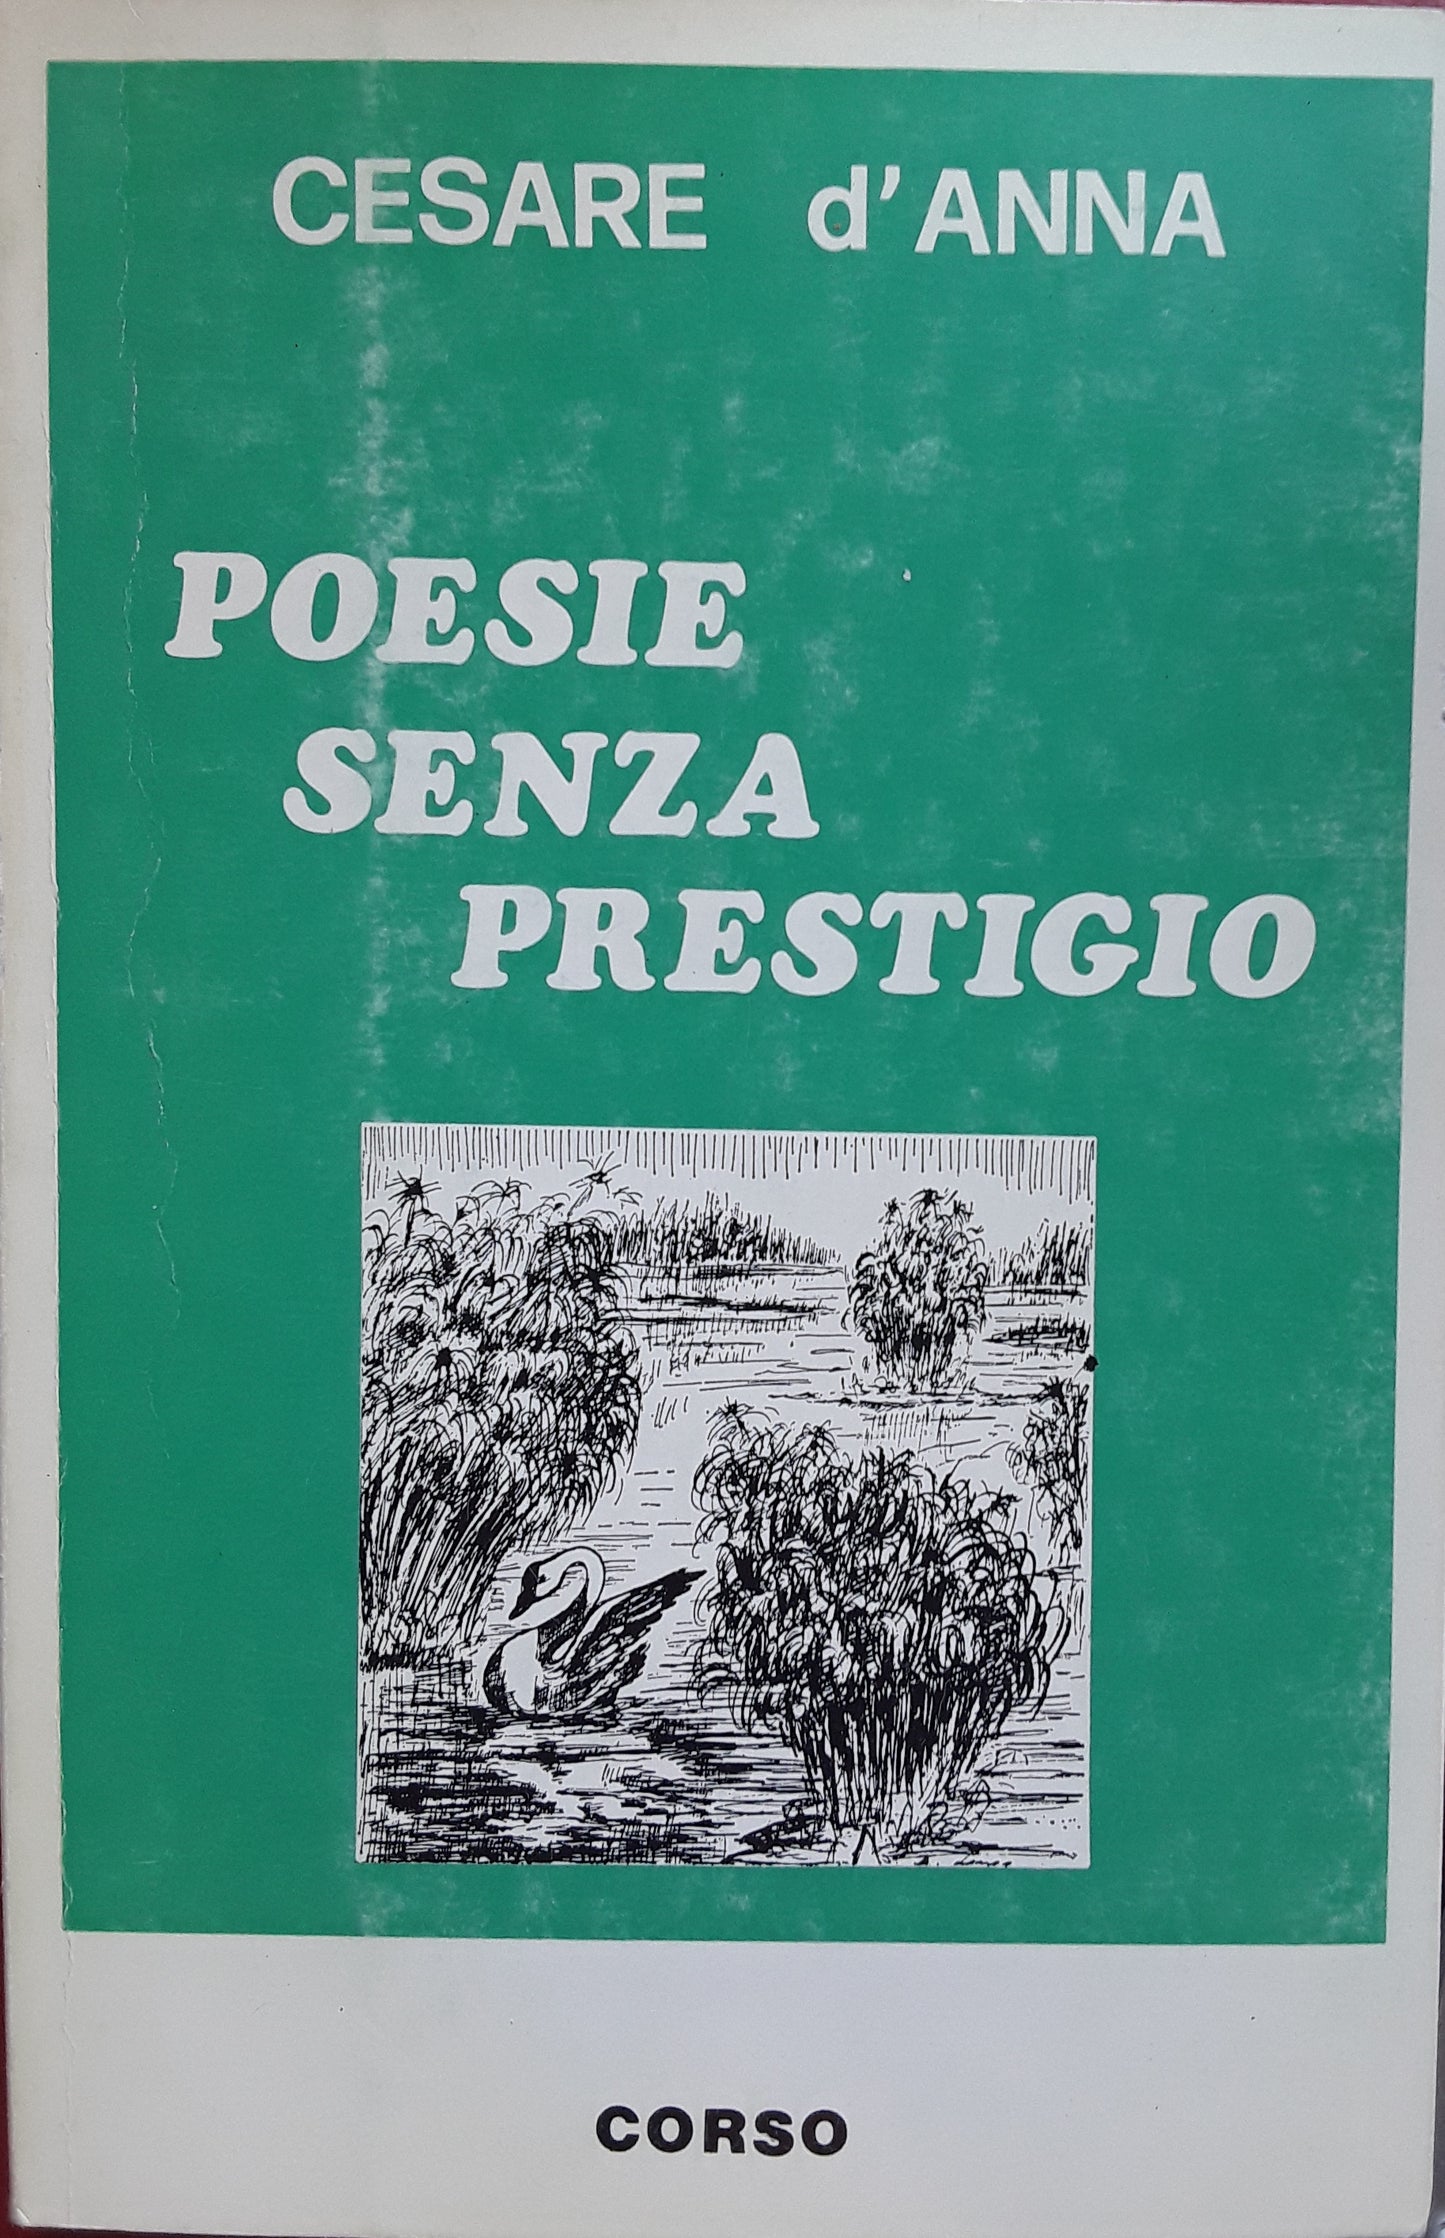 CESARE d'ANNA
POESIE
SENZA
PRESTIGIO
CORSO